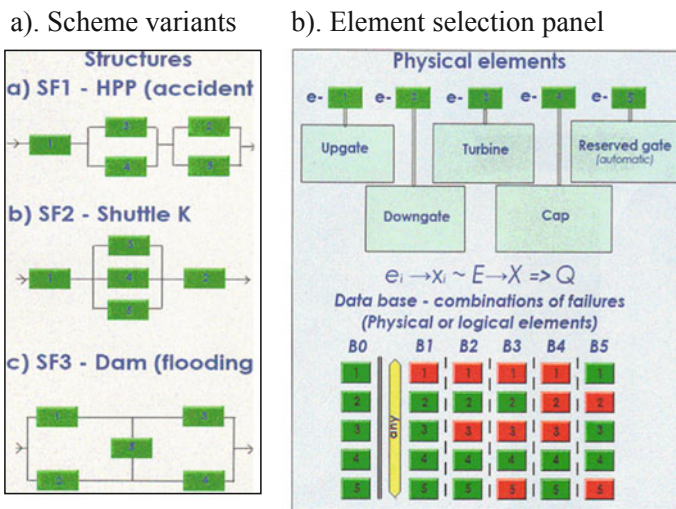 a). Scheme variants
b). Element selection panel
Structures
a) SF1 - HPP (accident
1
4
b) SF2 - Shuttle K
1
4
2
c) SF3 - Dam (flooding
4
Physical elements
e- 1 e- e- e- e- 5
Upgate
Turbine
Reserved gate
(automatic)
Downgate
Cap
eᵢ →xᵢ ~ E→X => Q
Data base - combinations of failures
(Physical or logical elements)
B0 B1 B2 B3 B4 B5
any
1 1 1 1 1 1
2 2 2 2 2 2
3 3 3 3 3 3
4 4 4 4 4 4
5 5 5 5 5 5